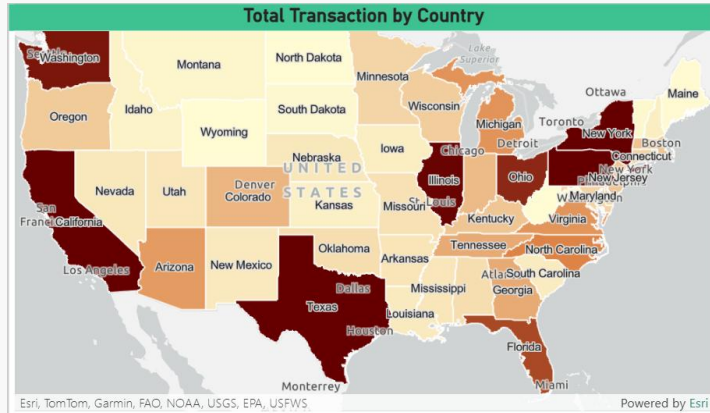 Total Transaction by Country
Lake
Superior
Washington
Montana
North Dakota
Minnesota
Ottawa
Maine
Oregon
Idaho
South Dakota
Wisconsin
Michigan
Toronto
Wyoming
New York
Boston
Detroit
Chicago
Connecticut
Nebraska
Iowa
New York
UNITED
STATES
Nevada
Utah
Denver
Colorado
Illinois
Ohio
New Jersey
Maryland
Kansas
Missouri
St. Louis
San
California
Kentucky
Virginia
Los Angeles
Arizona
New Mexico
Oklahoma
Arkansas
Tennessee
North Carolina
South Carolina
Dallas
Mississippi
Georgia
Texas
Louisiana
Houston
Florida
Monterrey
Miami
Esri, TomTom, Garmin, FAO, NOAA, USGS, EPA, USFWS
Powered by Esri